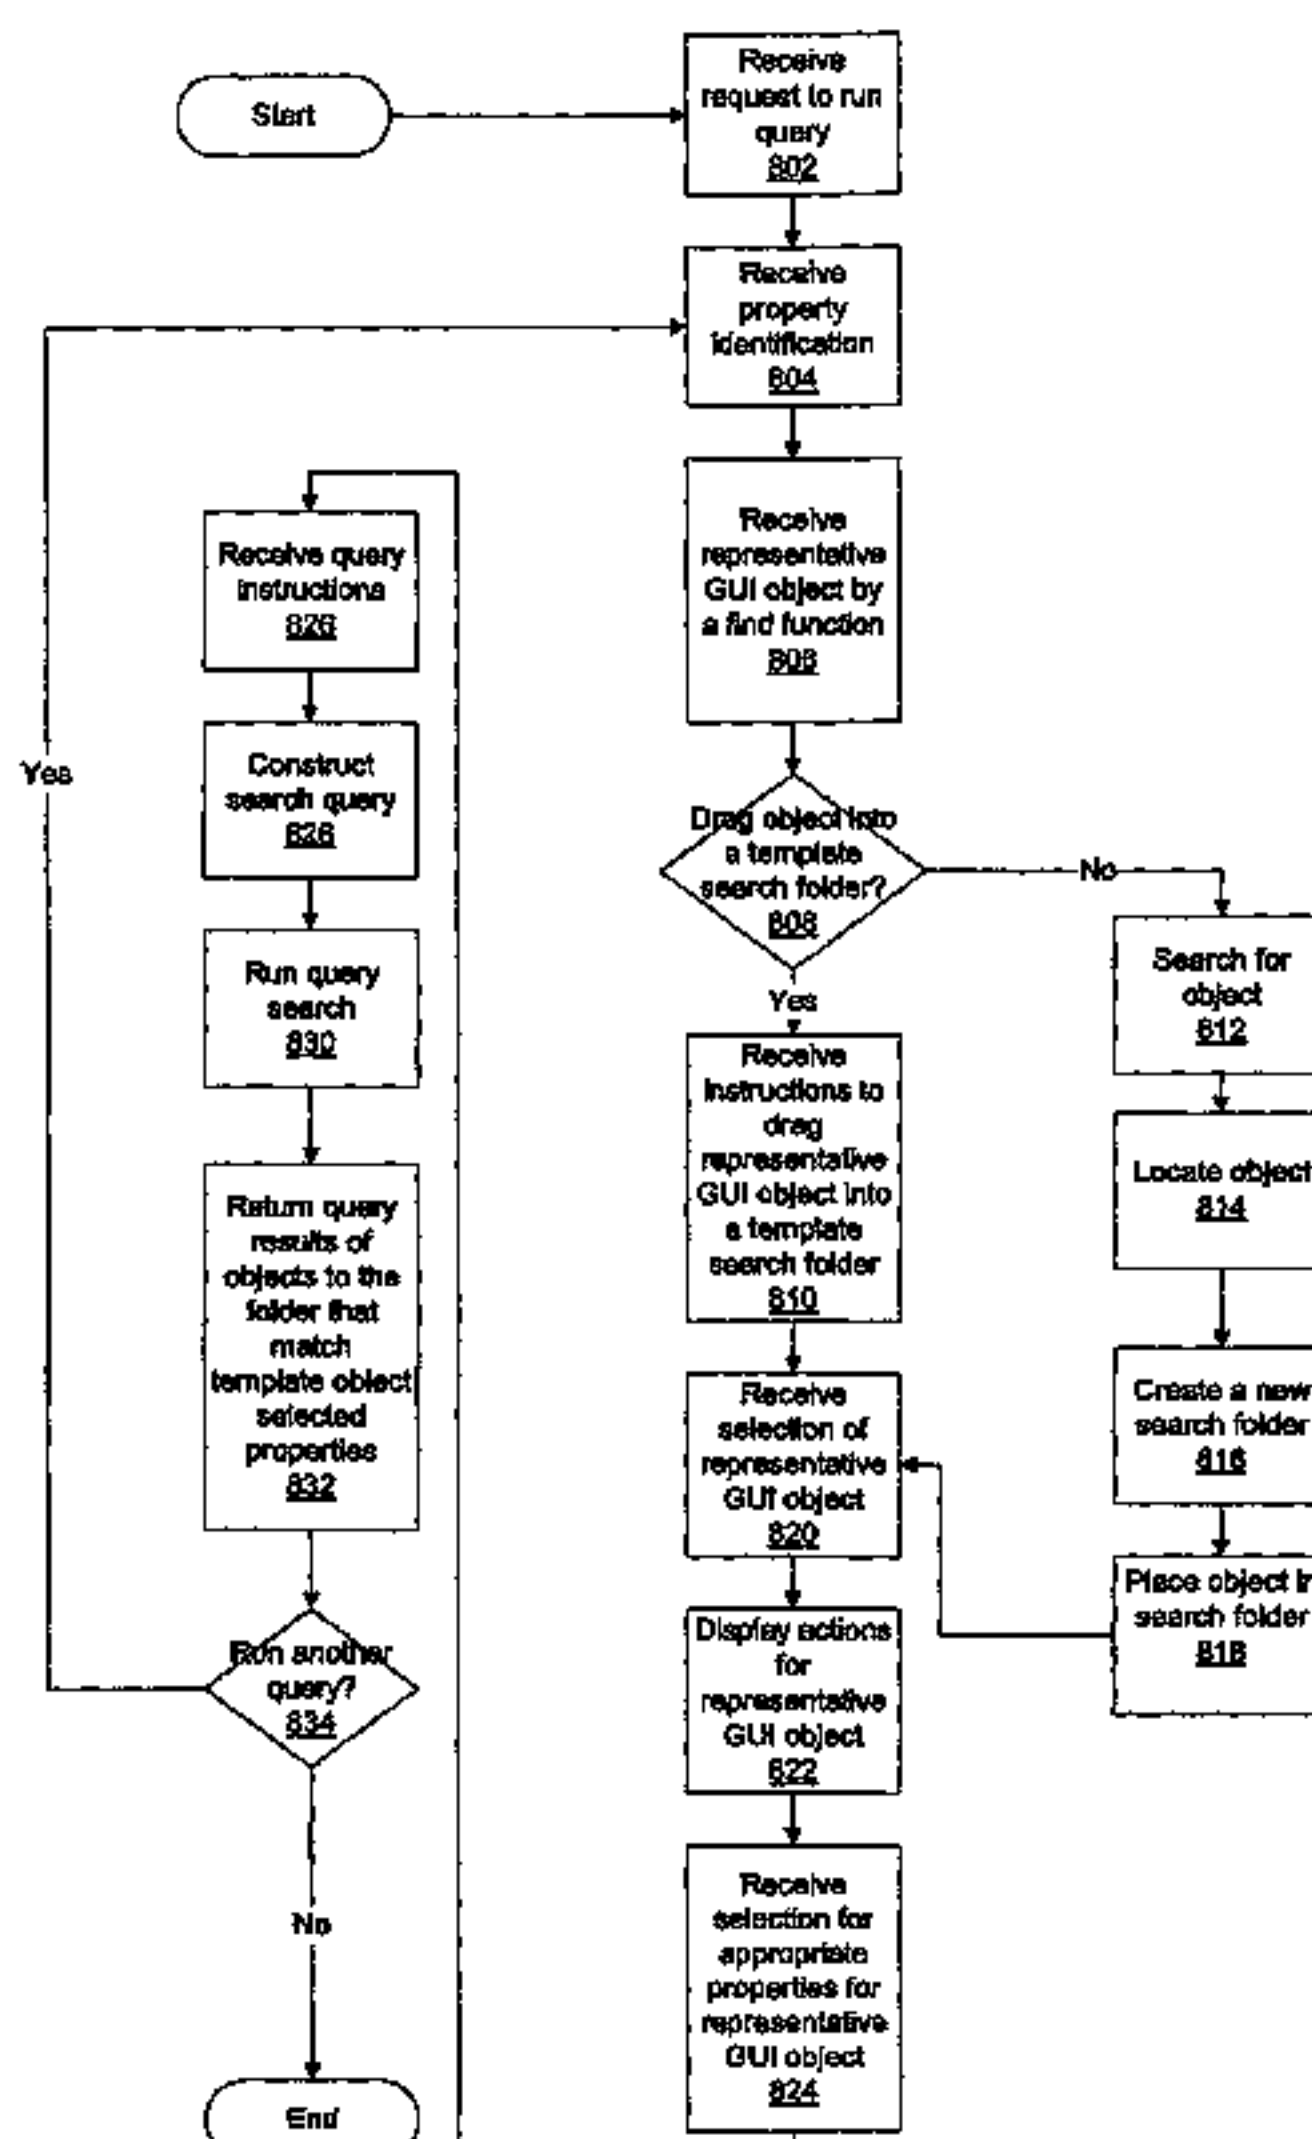 Start
Receive
request to run
query
802
Receive
property
identification
804
Receive
representative
GUI object by
a find function
806
Drag object into
a template
search folder?
808
No
Yes
Search for
object
812
Locate object
814
Create a new
search folder
816
Place object in
search folder
818
Receive
instructions to
drag
representative
GUI object into
a template
search folder
810
Receive
selection of
representative
GUI object
820
Display actions
for
representative
GUI object
822
Receive
selection for
appropriate
properties for
representative
GUI object
824
Receive query
instructions
826
Construct
search query
828
Run query
search
830
Return query
results of
objects to the
folder that
match
template object
selected
properties
832
Run another
query?
834
Yes
No
End